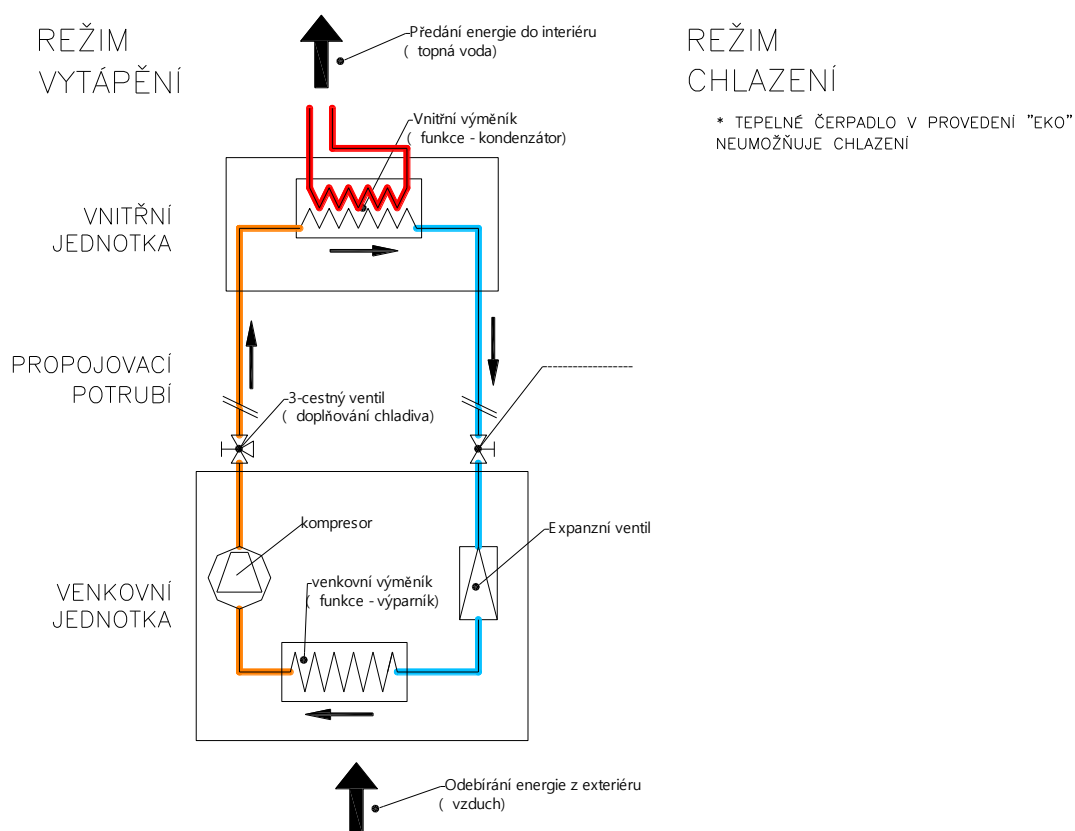 REŽIM
VYTÁPĚNÍ
Předání energie do interiéru
( topná voda)
REŽIM
CHLAZENÍ
* TEPELNÉ ČERPADLO V PROVEDENÍ "EKO"
NEUMOŽŇUJE CHLAZENÍ
Vnitřní výměník
( funkce - kondenzátor)
VNITŘNÍ
JEDNOTKA
PROPOJOVACÍ
POTRUBÍ
3-cestný ventil
( doplňování chladiva)
kompresor
Expanzní ventil
venkovní výměník
( funkce - výparník)
VENKOVNÍ
JEDNOTKA
Odebírání energie z exteriéru
( vzduch)